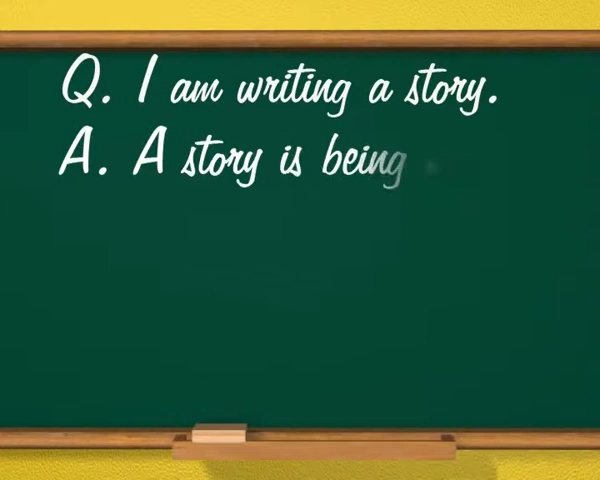 Q. I am writing a story.
A. A story is being